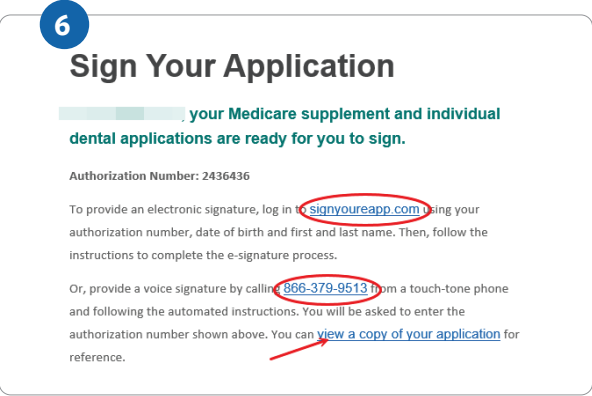 6
Sign Your Application
, your Medicare supplement and individual
dental applications are ready for you to sign.
Authorization Number: 2436436
To provide an electronic signature, log in to signyoureapp.com using your
authorization number, date of birth and first and last name. Then, follow the
instructions to complete the e-signature process.
Or, provide a voice signature by calling 866-379-9513 from a touch-tone phone
and following the automated instructions. You will be asked to enter the
authorization number shown above. You can view a copy of your application for
reference.